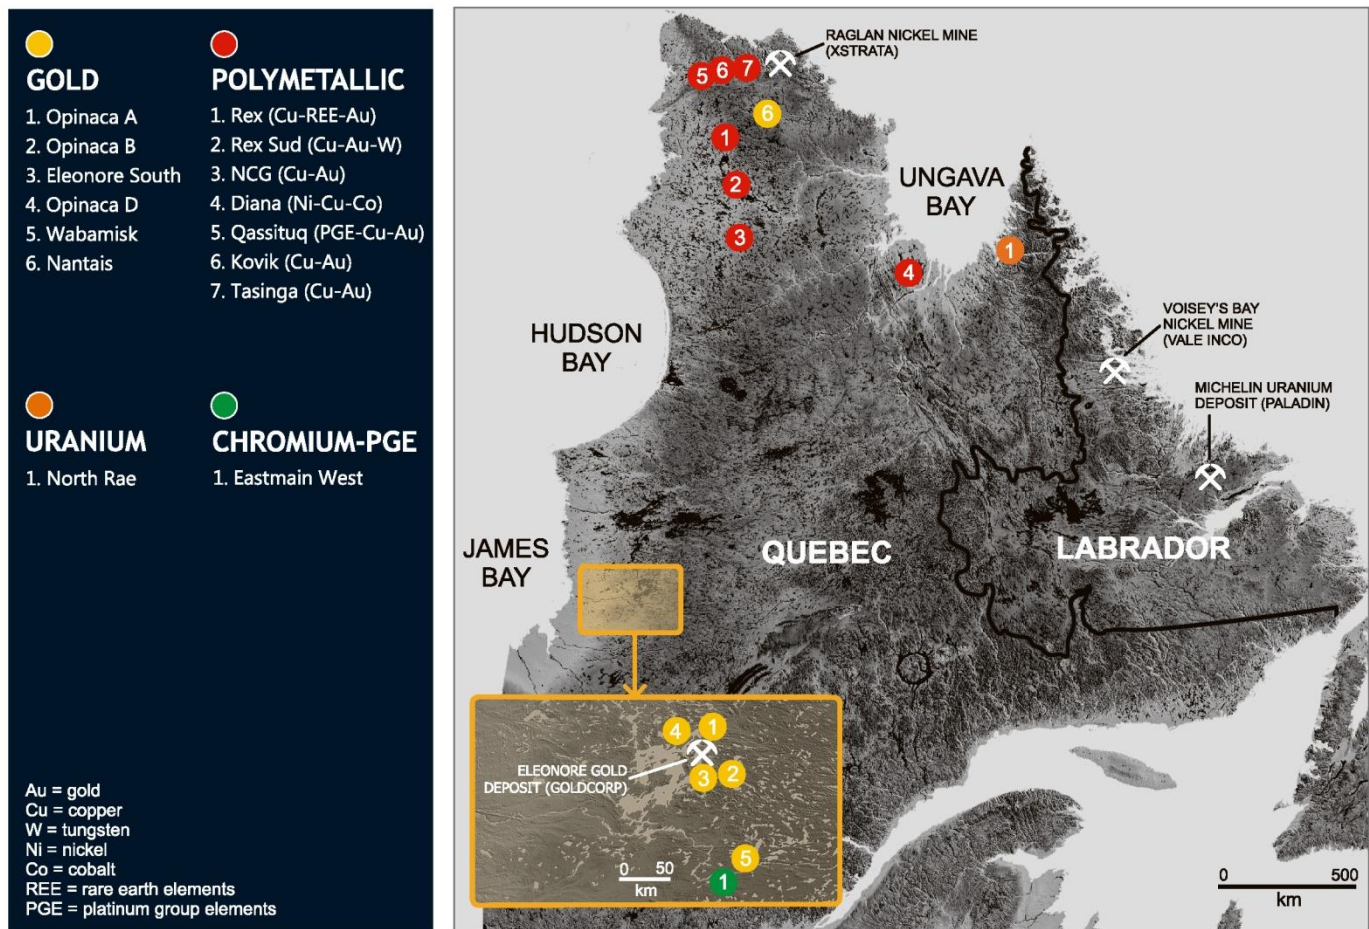 GOLD
1. Opinaca A
2. Opinaca B
3. Eleonore South
4. Opinaca D
5. Wabamisk
6. Nantais
POLYMETALLIC
1. Rex (Cu-REE-Au)
2. Rex Sud (Cu-Au-W)
3. NCG (Cu-Au)
4. Diana (Ni-Cu-Co)
5. Qassituq (PGE-Cu-Au)
6. Kovik (Cu-Au)
7. Tasinga (Cu-Au)
URANIUM
1. North Rae
CHROMIUM-PGE
1. Eastmain West
Au = gold
Cu = copper
W = tungsten
Ni = nickel
Co = cobalt
REE = rare earth elements
PGE = platinum group elements
RAGLAN NICKEL MINE
(XSTRATA)
5
6
7
6
1
2
3
UNGAVA
BAY
1
4
HUDSON
BAY
VOISEY'S BAY
NICKEL MINE
(VALE INCO)
MICHELIN URANIUM
DEPOSIT (PALADIN)
JAMES
BAY
QUEBEC
LABRADOR
4
1
ELEONORE GOLD
DEPOSIT (GOLDCORP)
3
2
5
1
0 50
km
0 500
km